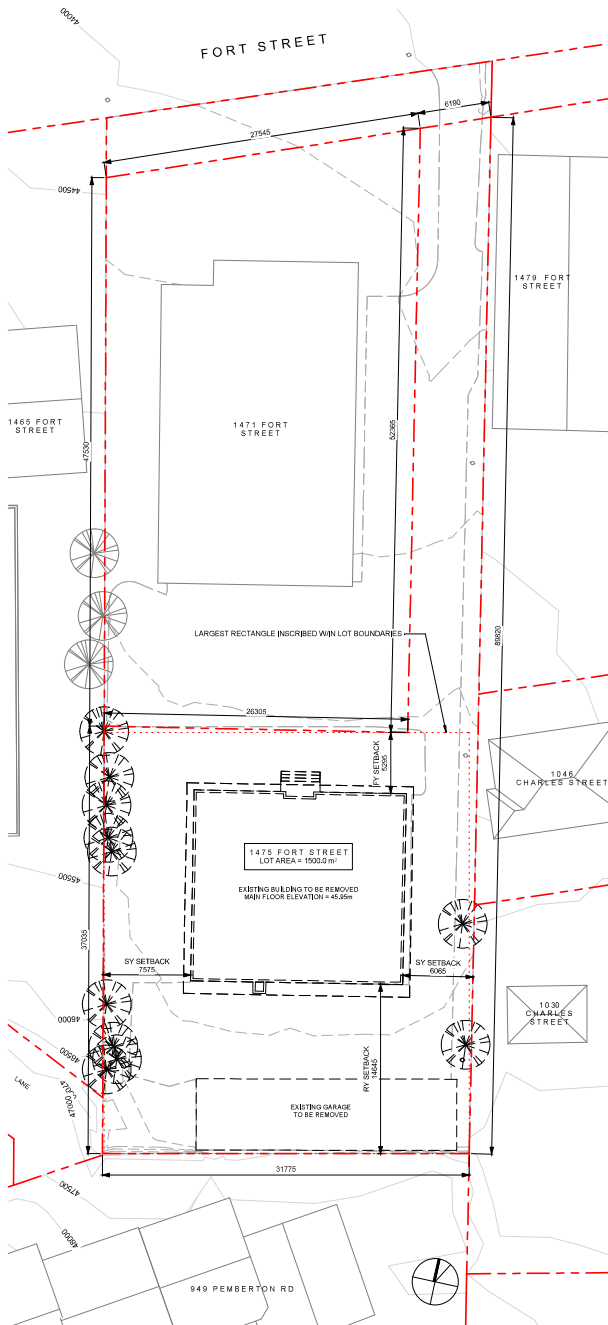 44000
FORT STREET
6190
27545
44500
1479 FORT
STREET
1465 FORT
STREET
1471 FORT
STREET
52365
47530
LARGEST RECTANGLE INSCRIBED W/IN LOT BOUNDARIES
89820
26305
FY SETBACK
5295
1046
CHARLES STREET
1475 FORT STREET
LOT AREA = 1500.0 m²
EXISTING BUILDING TO BE REMOVED
MAIN FLOOR ELEVATION = 45.95m
45500
37035
SY SETBACK
7575
SY SETBACK
6065
46000
1030
CHARLES
STREET
46500
RY SETBACK
14645
LANE
47000
EXISTING GARAGE
TO BE REMOVED
31775
47500
48000
949 PEMBERTON RD